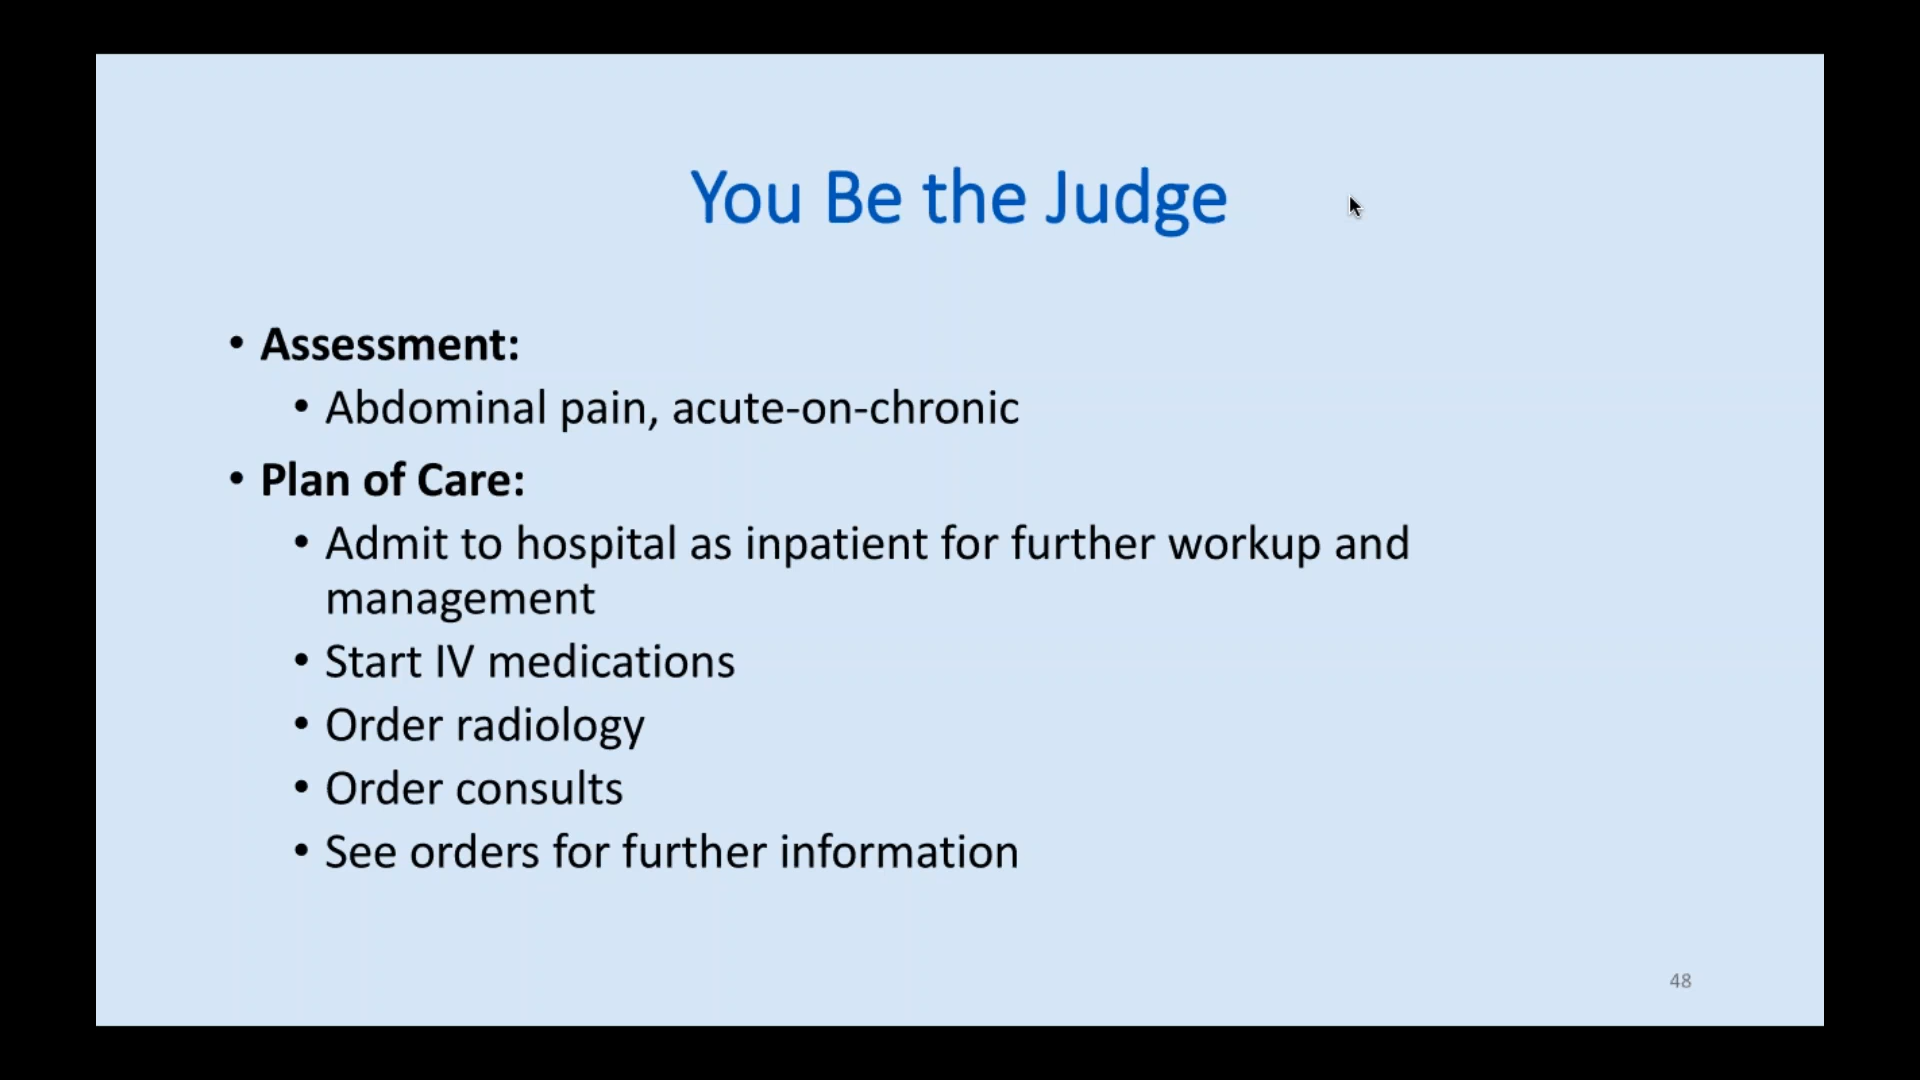 You Be the Judge
• Assessment:
• Abdominal pain, acute-on-chronic
• Plan of Care:
• Admit to hospital as inpatient for further workup and
management
• Start IV medications
• Order radiology
• Order consults
• See orders for further information
48